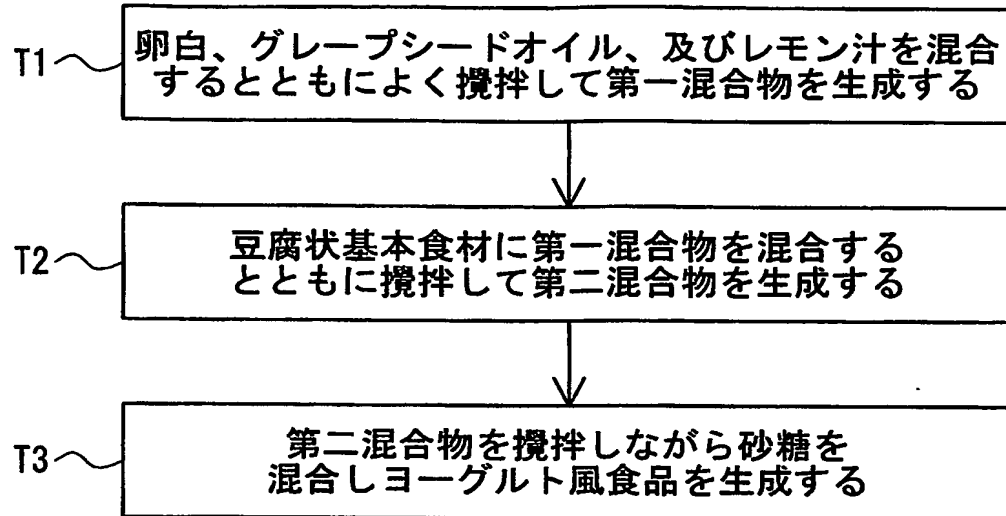 T1
卵白、グレープシードオイル、及びレモン汁を混合
するとともによく攪拌して第一混合物を生成する
T2
豆腐状基本食材に第一混合物を混合する
とともに攪拌して第二混合物を生成する
T3
第二混合物を攪拌しながら砂糖を
混合しヨーグルト風食品を生成する